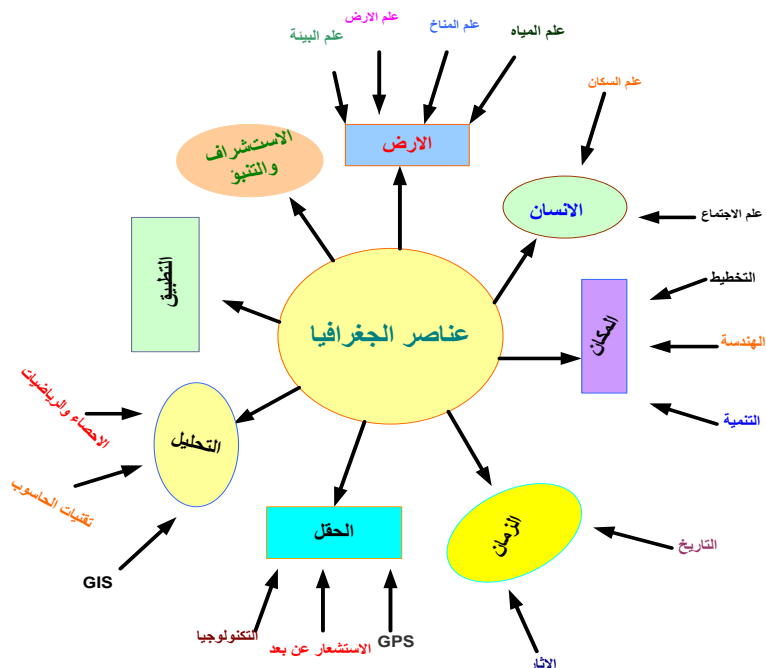 علم الارض
علم المناخ
علم المياه
علم البيئة
علم السكان
الارض
الاستشراف
والتنبؤ
الانسان
علم الاجتماع
التطبيق
التخطيط
عناصر الجغرافيا
المكان
الهندسة
الاحصاء والرياضيات
التحليل
التنمية
تقنيات الحاسوب
الحقل
الزمان
التاريخ
GIS
التكنولوجيا
الاستشعار عن بعد
GPS
الاثار